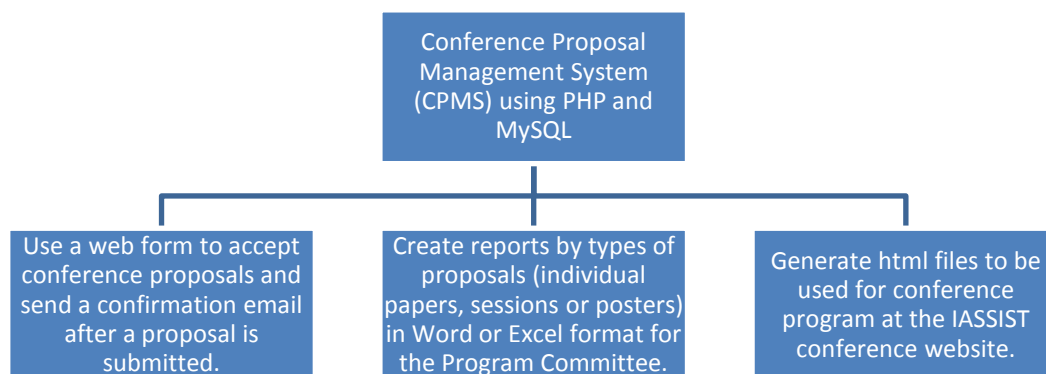 Conference Proposal
Management System
(CPMS) using PHP and
MySQL
Use a web form to accept
conference proposals and
send a confirmation email
after a proposal is
submitted.
Create reports by types of
proposals (individual
papers, sessions or posters)
in Word or Excel format for
the Program Committee.
Generate html files to be
used for conference
program at the IASSIST
conference website.